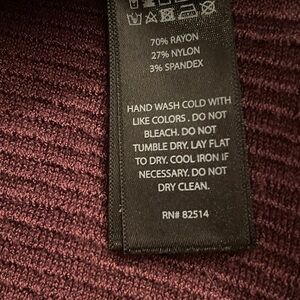 70% RAYON
27% NYLON
3% SPANDEX
HAND WASH COLD WITH
LIKE COLORS . DO NOT
BLEACH. DO NOT
TUMBLE DRY. LAY FLAT
TO DRY. COOL IRON IF
NECESSARY. DO NOT
DRY CLEAN.
RN# 82514